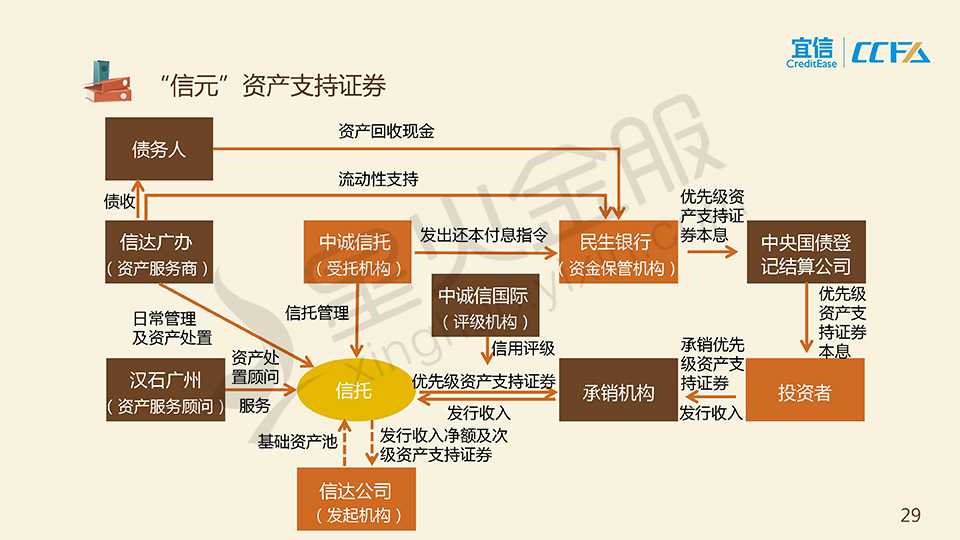 宜信
CreditEase
CCFA
“信元”资产支持证券
债务人
资产回收现金
流动性支持
债收
信达广办
（资产服务商）
中诚信托
（受托机构）
发出还本付息指令
民生银行
（资金保管机构）
优先级资
产支持证
券本息
中央国债登
记结算公司
日常管理
及资产处置
信托管理
中诚信国际
（评级机构）
信用评级
优先级
资产支
持证券
本息
汉石广州
（资产服务顾问）
资产处
置顾问
服务
信托
优先级资产支持证券
发行收入
承销机构
承销优先
级资产支
持证券
发行收入
投资者
基础资产池
发行收入净额及次
级资产支持证券
信达公司
（发起机构）
星火金服
29